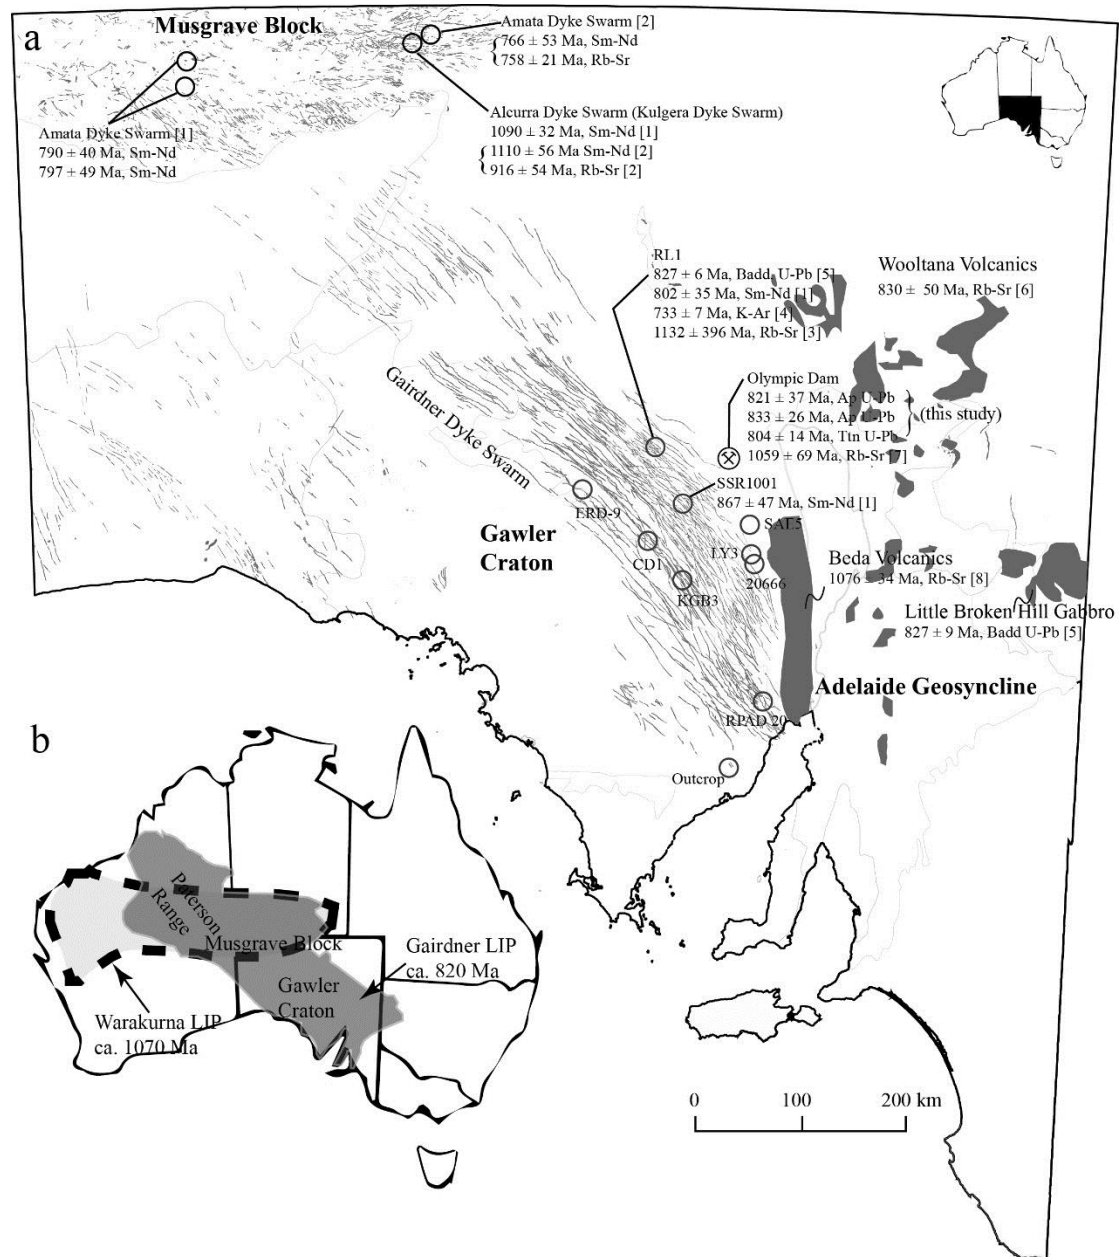 a
Musgrave Block
Amata Dyke Swarm [2]
766 ± 53 Ma, Sm-Nd
758 ± 21 Ma, Rb-Sr
Amata Dyke Swarm [1]
790 ± 40 Ma, Sm-Nd
797 ± 49 Ma, Sm-Nd
Alcurra Dyke Swarm (Kulgera Dyke Swarm)
1090 ± 32 Ma, Sm-Nd [1]
1110 ± 56 Ma Sm-Nd [2]
916 ± 54 Ma, Rb-Sr [2]
RL1
827 ± 6 Ma, Badd, U-Pb [5]
802 ± 35 Ma, Sm-Nd [1]
733 ± 7 Ma, K-Ar [4]
1132 ± 396 Ma, Rb-Sr [3]
Wooltana Volcanics
830 ± 50 Ma, Rb-Sr [6]
Gairdner Dyke Swarm
Olympic Dam
821 ± 37 Ma, Ap U-Pb
833 ± 26 Ma, Ap U-Pb
804 ± 14 Ma, Ttn U-Pb
(this study)
1059 ± 69 Ma, Rb-Sr [7]
SSR1001
867 ± 47 Ma, Sm-Nd [1]
ERD-9
SAE5
Gawler
Craton
CD1
LY3
20666
KGB3
Beda Volcanics
1076 ± 34 Ma, Rb-Sr [8]
Little Broken Hill Gabbro
827 ± 9 Ma, Badd U-Pb [5]
Adelaide Geosyncline
RPAD 20
Outcrop
b
Paterson
Range
Musgrave Block
Gairdner LIP
ca. 820 Ma
Gawler
Craton
Warakurna LIP
ca. 1070 Ma
0 100 200 km